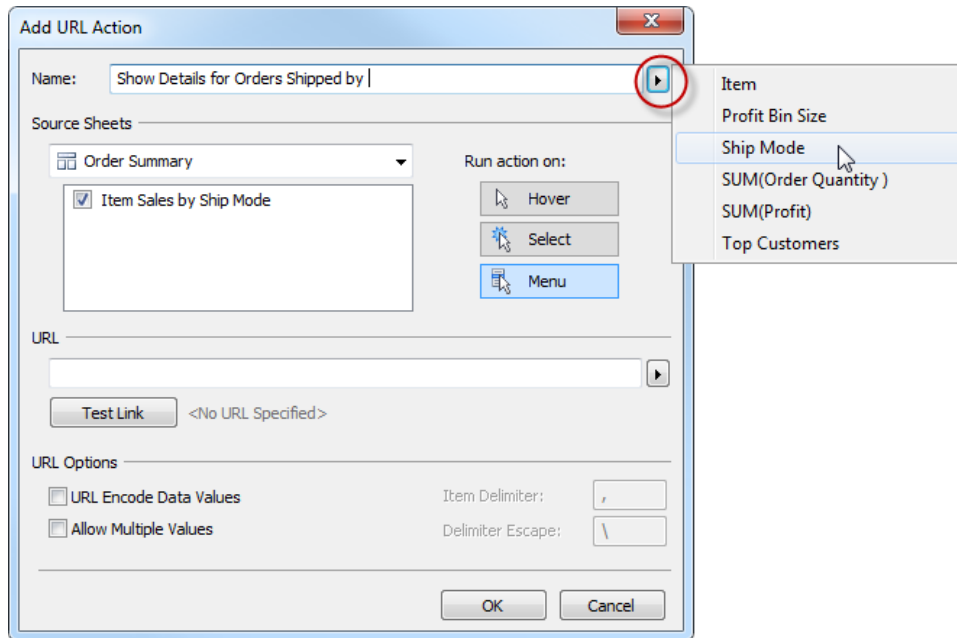 Add URL Action
Name: Show Details for Orders Shipped by
Item
Profit Bin Size
Ship Mode
SUM(Order Quantity )
SUM(Profit)
Top Customers
Source Sheets
Order Summary
Item Sales by Ship Mode
Run action on:
Hover
Select
Menu
URL
Test Link <No URL Specified>
URL Options
URL Encode Data Values
Allow Multiple Values
Item Delimiter: ,
Delimiter Escape: \
OK Cancel